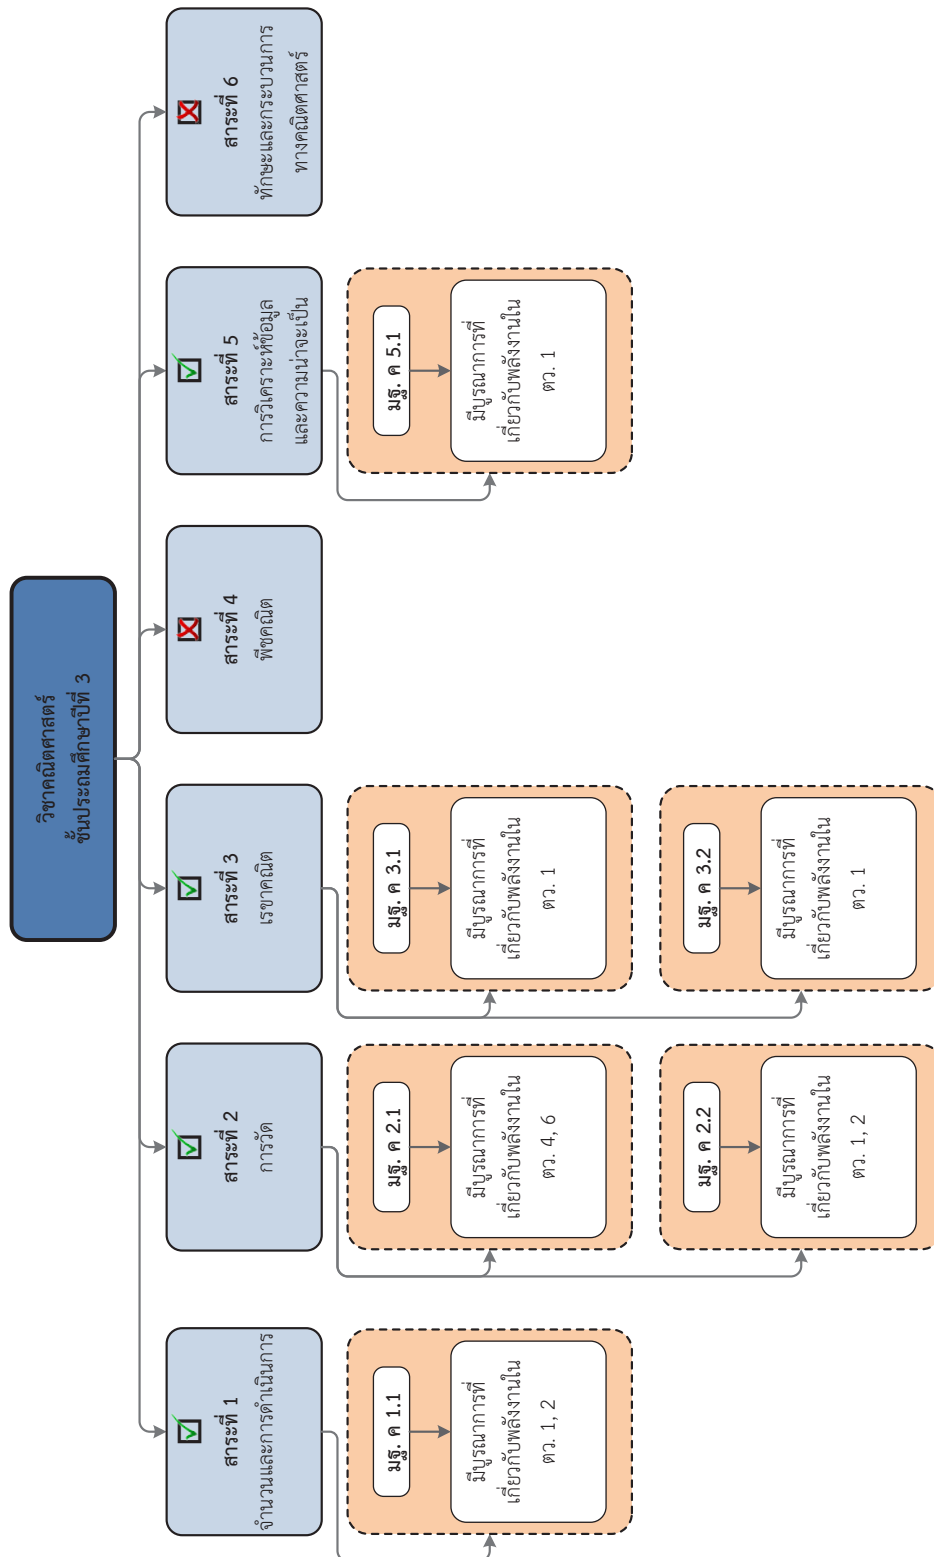 วิชาคณิตศาสตร์
ชั้นประถมศึกษาปีที่ 3
สาระที่ 1
จำนวนและการดำเนินการ
มฐ. ค 1.1
มีบูรณาการที่
เกี่ยวกับพลังงานใน
ตว. 1, 2
สาระที่ 2
การวัด
มฐ. ค 2.1
มีบูรณาการที่
เกี่ยวกับพลังงานใน
ตว. 4, 6
มฐ. ค 2.2
มีบูรณาการที่
เกี่ยวกับพลังงานใน
ตว. 1, 2
สาระที่ 3
เรขาคณิต
มฐ. ค 3.1
มีบูรณาการที่
เกี่ยวกับพลังงานใน
ตว. 1
มฐ. ค 3.2
มีบูรณาการที่
เกี่ยวกับพลังงานใน
ตว. 1
สาระที่ 4
พีชคณิต
สาระที่ 5
การวิเคราะห์ข้อมูล
และความน่าจะเป็น
มฐ. ค 5.1
มีบูรณาการที่
เกี่ยวกับพลังงานใน
ตว. 1
สาระที่ 6
ทักษะและกระบวนการ
ทางคณิตศาสตร์